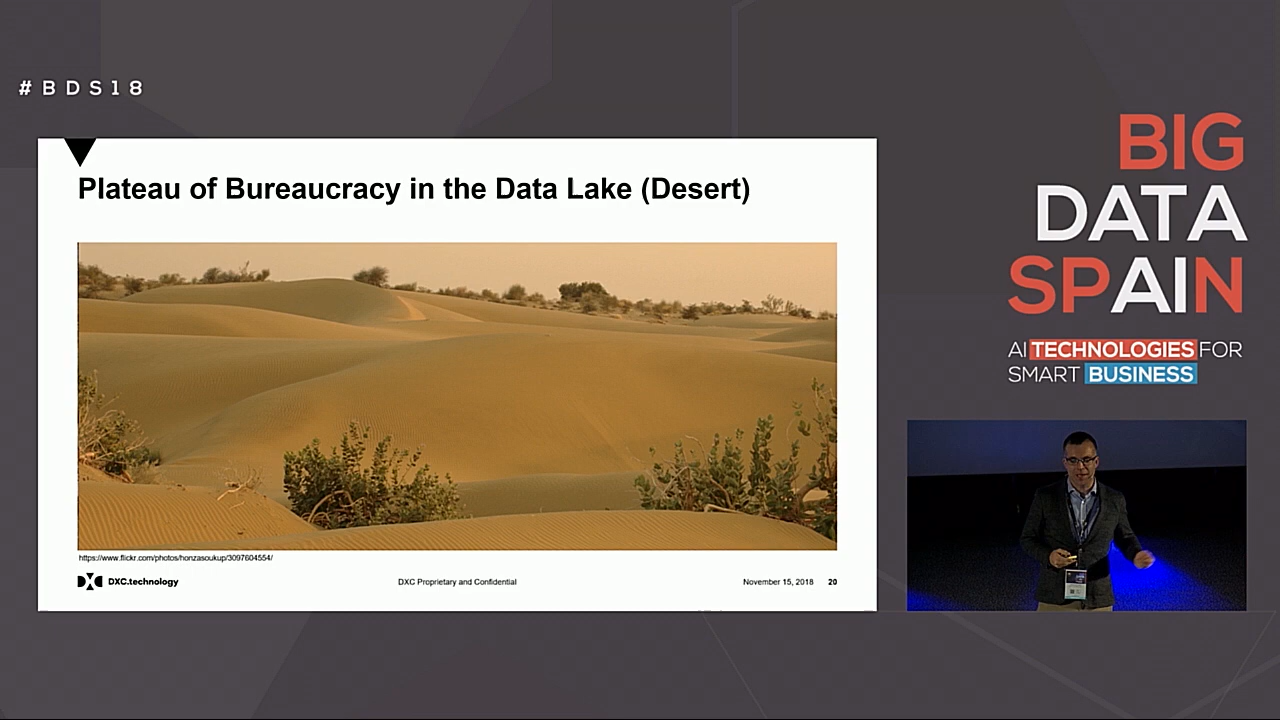 #BDS18
Plateau of Bureaucracy in the Data Lake (Desert)
https://www.flickr.com/photos/honzasoukup/3097604554/
DXC.technology
DXC Proprietary and Confidential
November 15, 2018
20
BIG
DATA
SPAIN
AI TECHNOLOGIES FOR
SMART BUSINESS